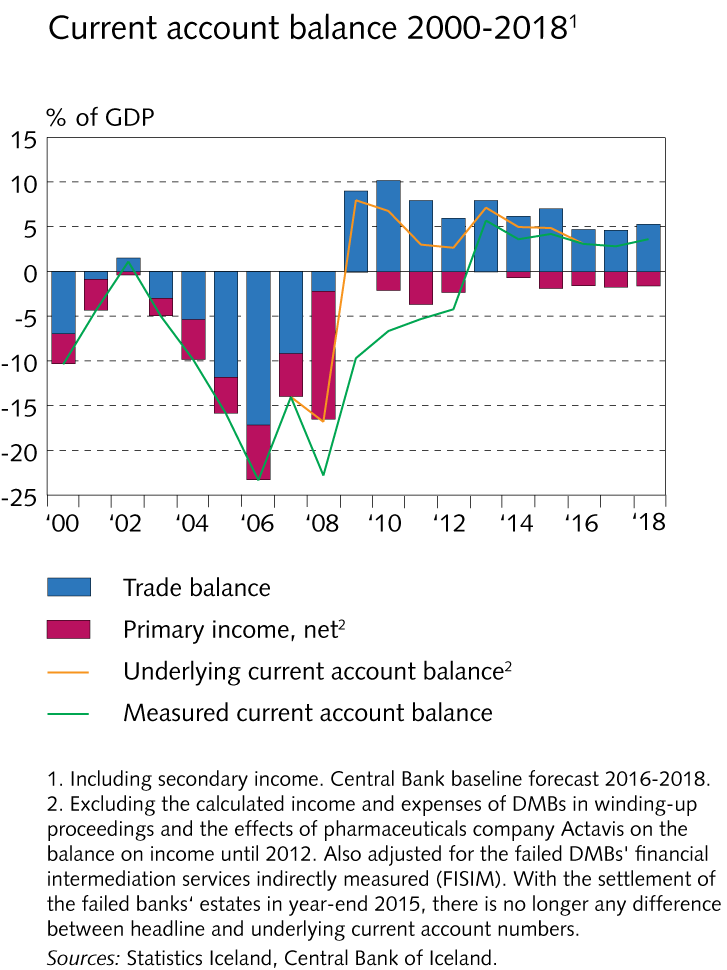 Current account balance 2000-2018¹
% of GDP
15
10
5
0
-5
-10
-15
-20
-25
‘00 ‘02 ‘04 ‘06 ‘08 ‘10 ‘12 ‘14 ‘16 ‘18
Trade balance
Primary income, net²
Underlying current account balance²
Measured current account balance
1. Including secondary income. Central Bank baseline forecast 2016-2018.
2. Excluding the calculated income and expenses of DMBs in winding-up
proceedings and the effects of pharmaceuticals company Actavis on the
balance on income until 2012. Also adjusted for the failed DMBs' financial
intermediation services indirectly measured (FISIM). With the settlement of
the failed banks‘ estates in year-end 2015, there is no longer any difference
between headline and underlying current account numbers.
Sources: Statistics Iceland, Central Bank of Iceland.